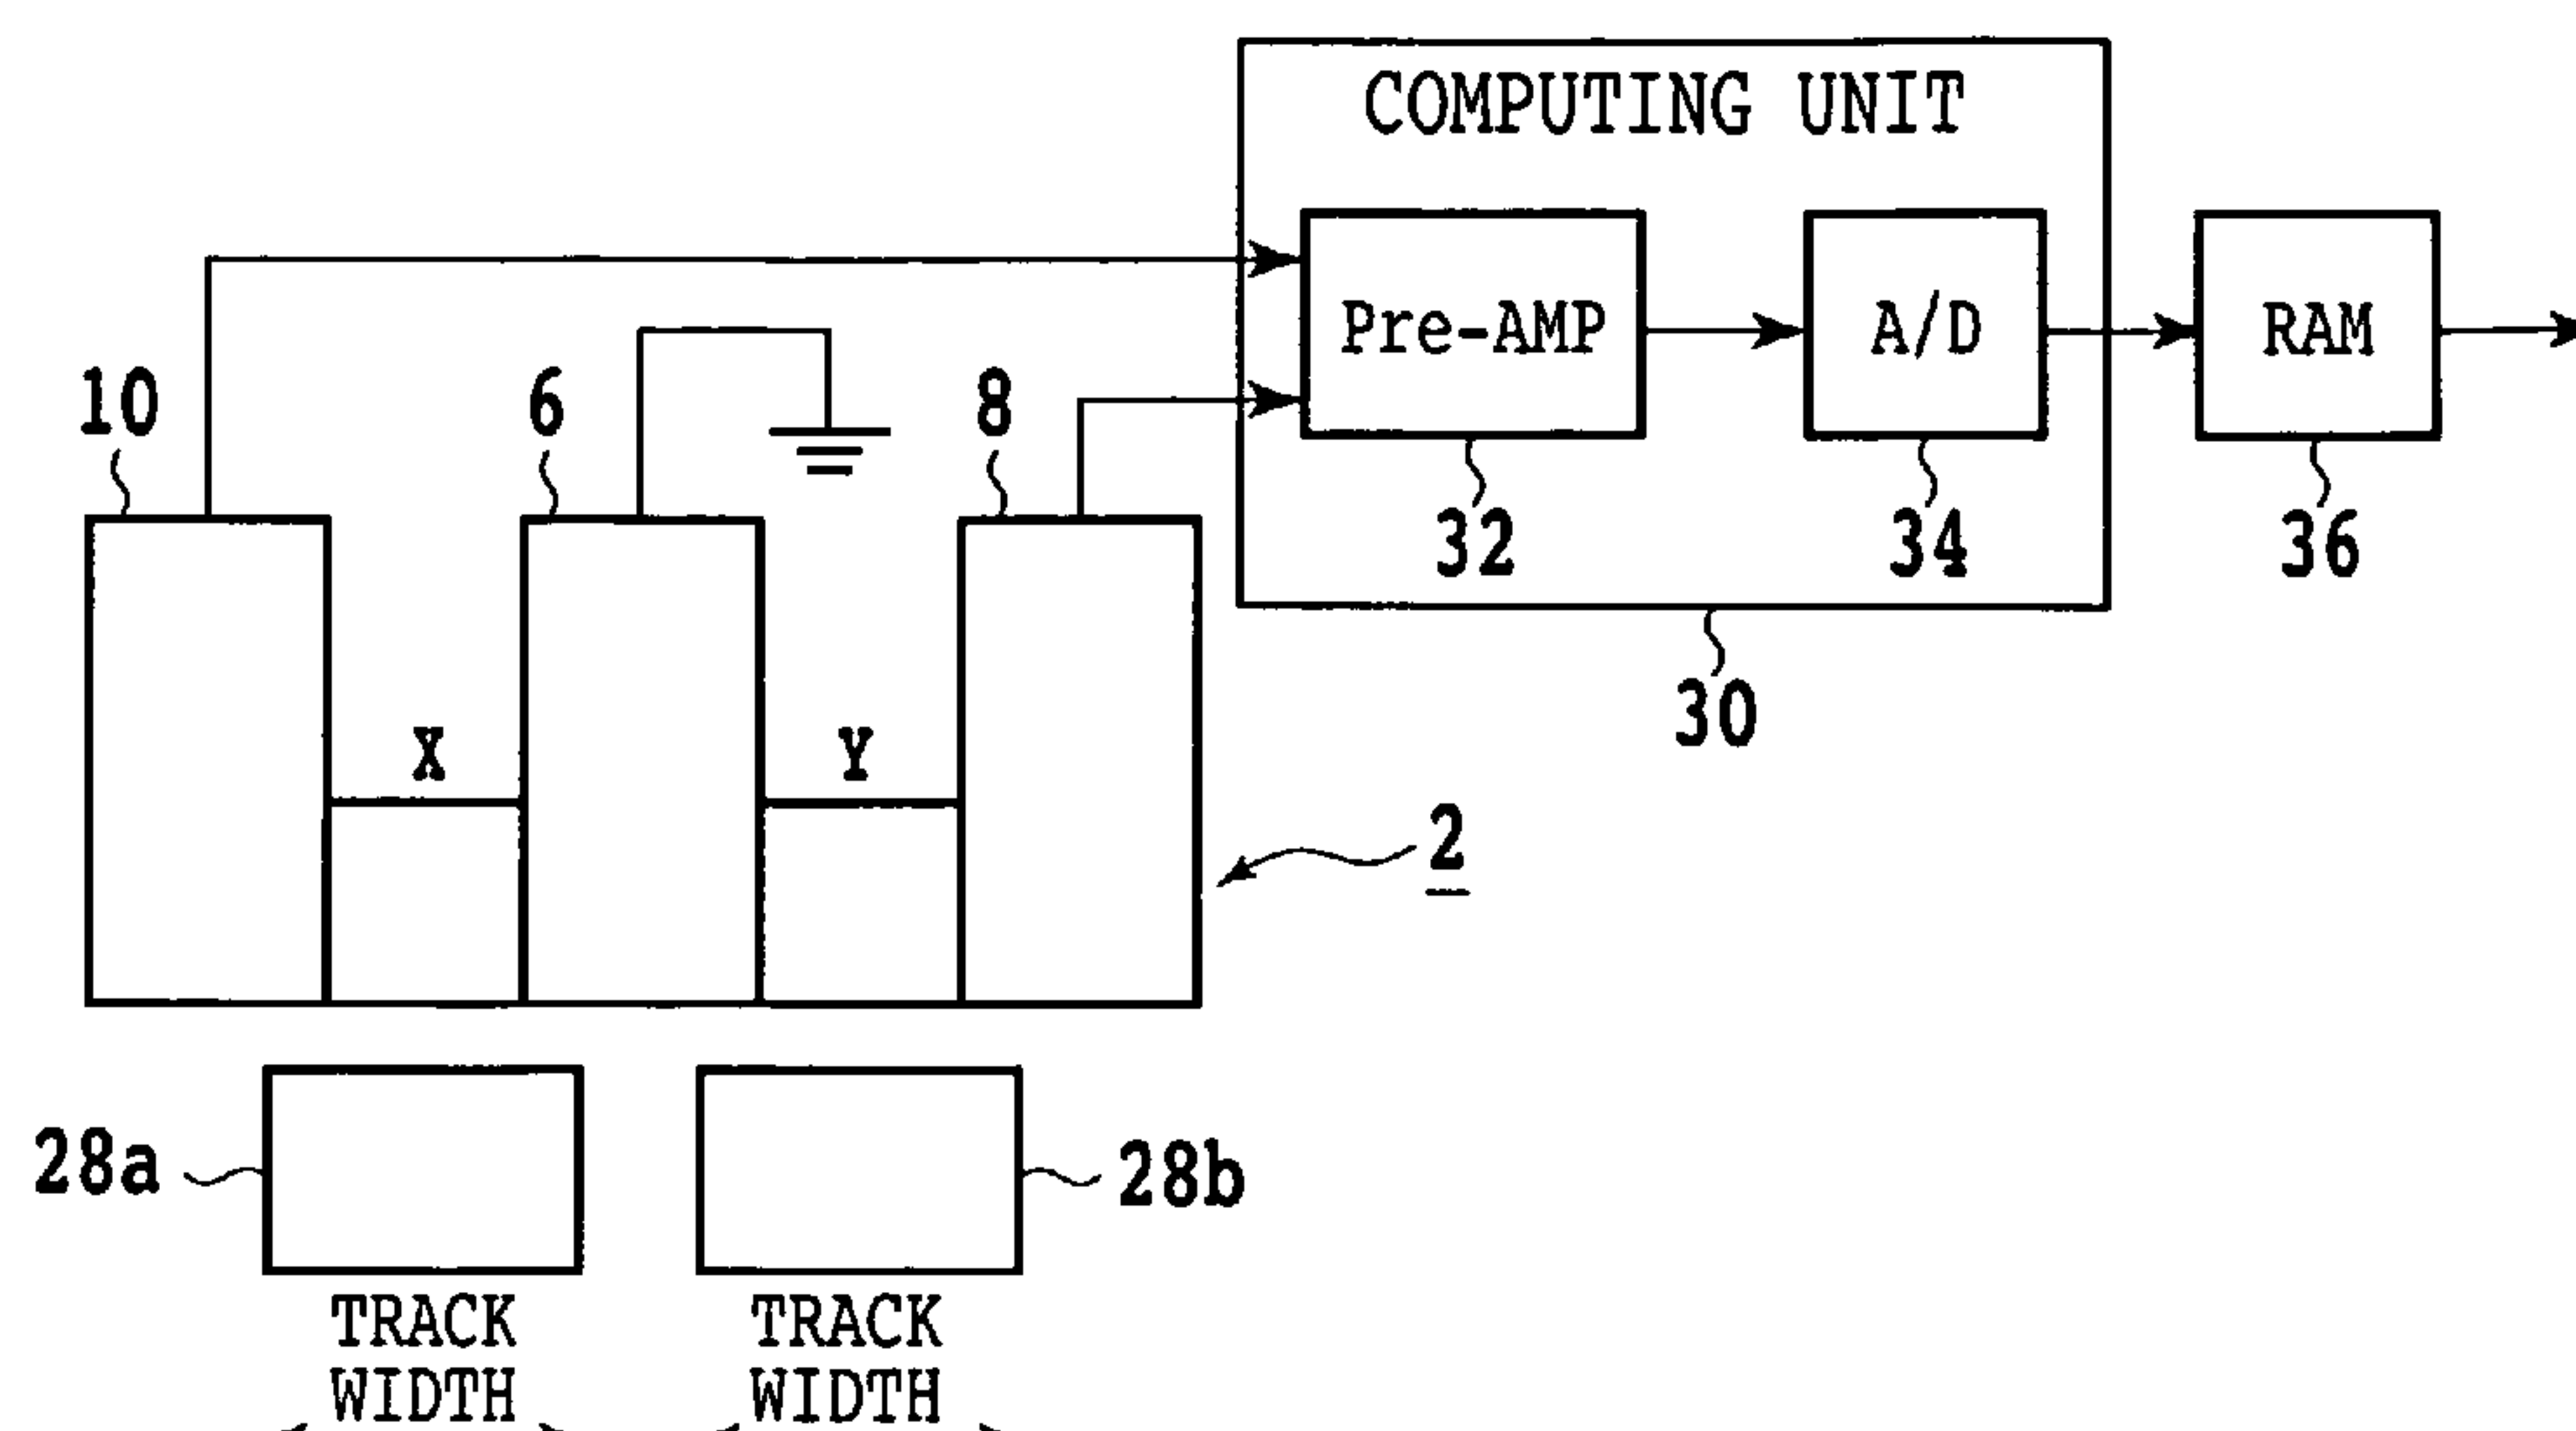 COMPUTING UNIT
Pre-AMP
A/D
RAM
10
6
8
32
34
36
30
X
Y
2
28a
28b
TRACK
WIDTH
TRACK
WIDTH